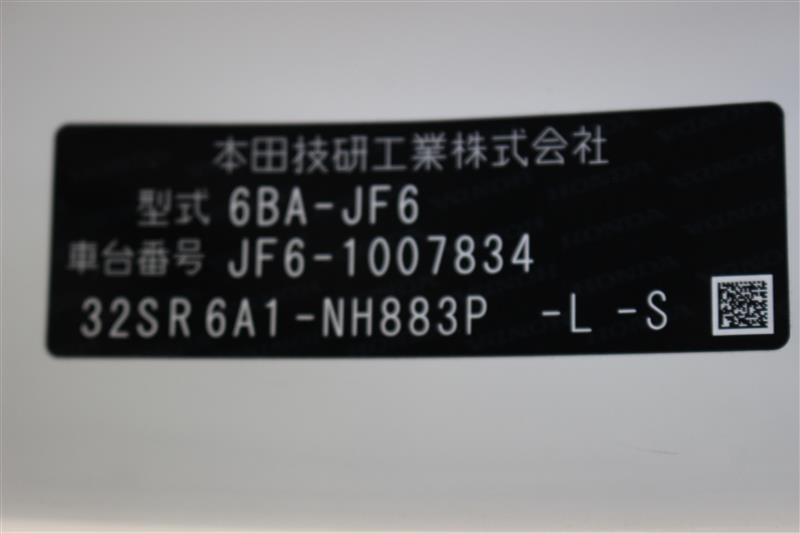 本田技研工業株式会社
型式 6BA-JF6
車台番号 JF6-1007834
32SR6A1-NH883P -L -S